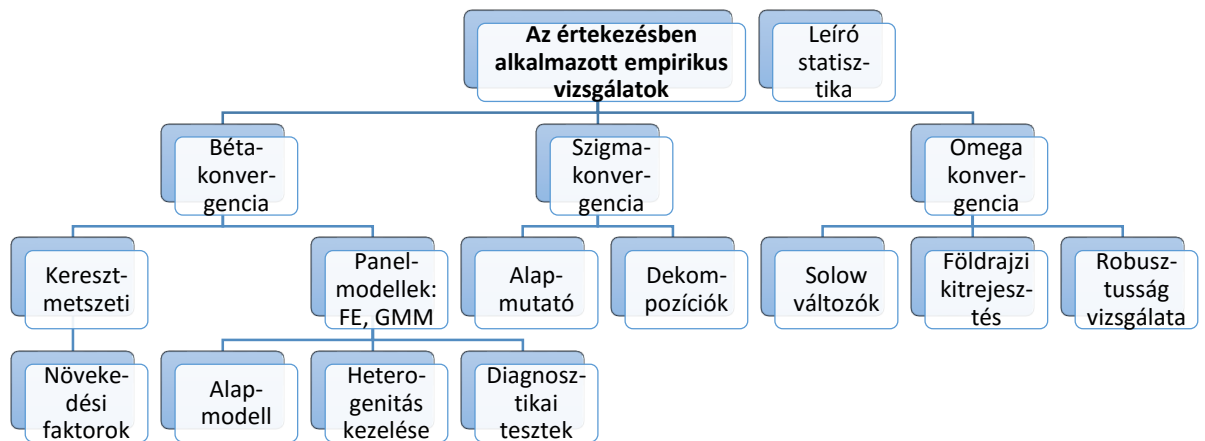 Az értekezésben
alkalmazott empirikus
vizsgálatok
Leíró
statisz-
tika
Béta-
konver-
gencia
Szigma-
konver-
gencia
Omega
konver-
gencia
Kereszt-
metszeti
Panel-
modellek:
FE, GMM
Alap-
mutató
Dekom-
pozíciók
Solow
változók
Földrajzi
kitrejesz-
tés
Robusz-
tusság
vizsgálata
Növeke-
dési
faktorok
Alap-
modell
Hetero-
genitás
kezelése
Diagnosz-
tikai
tesztek